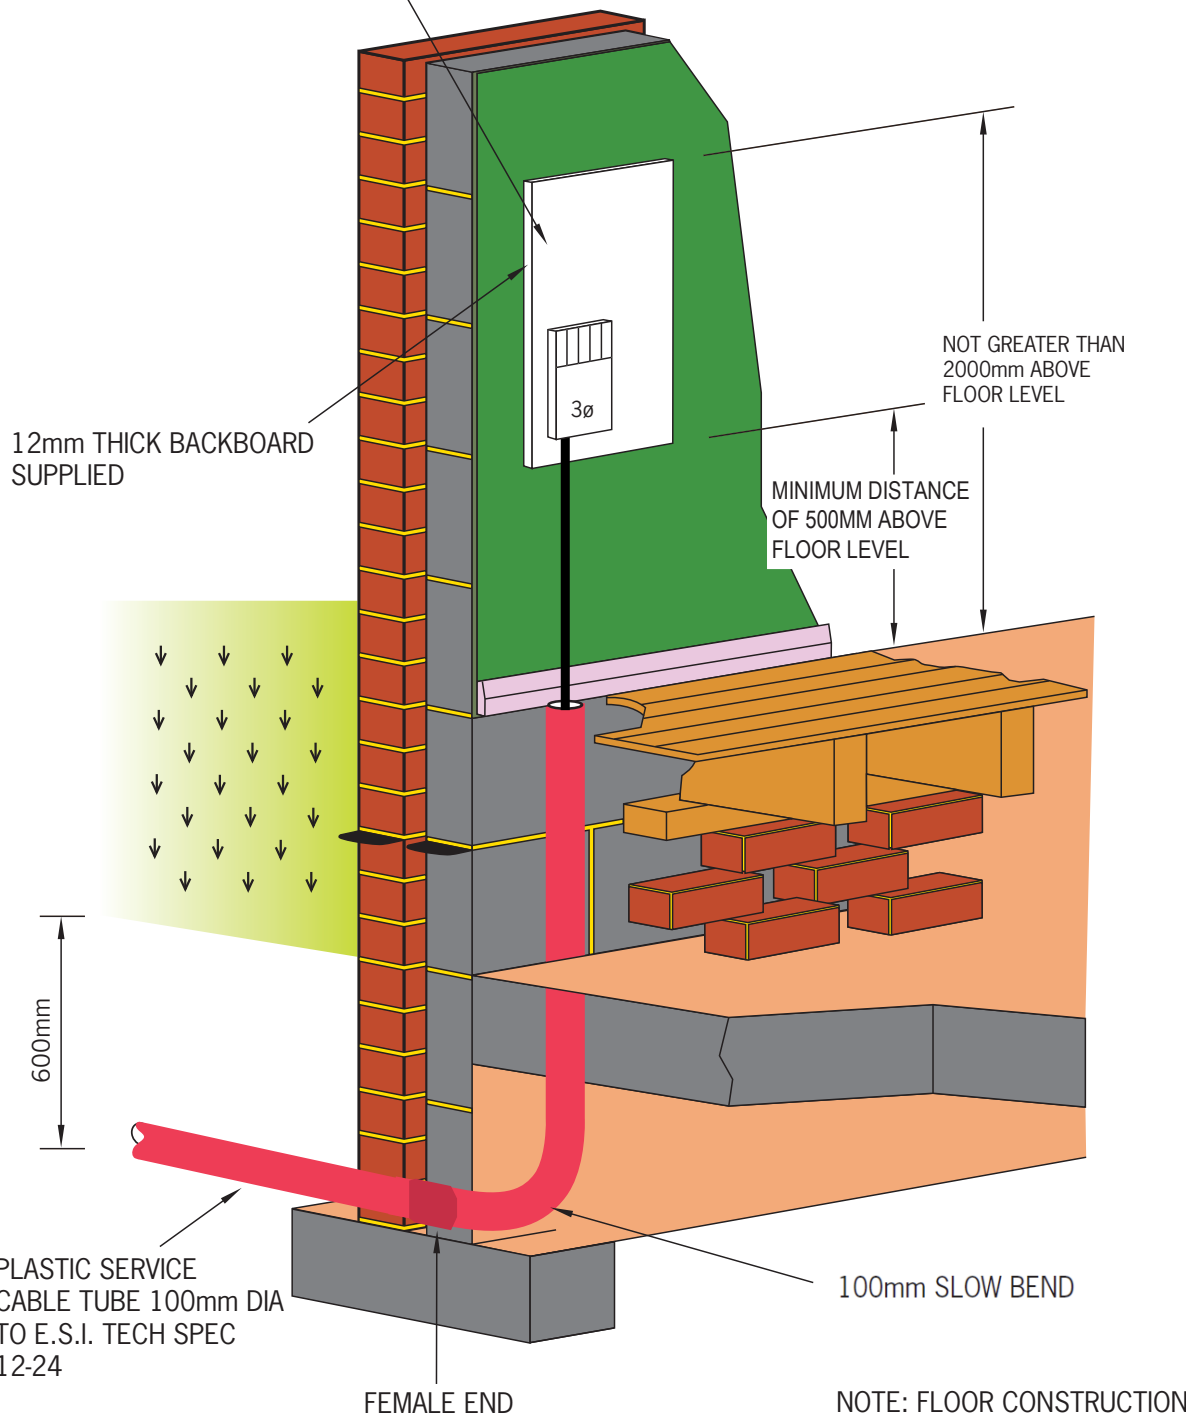 NOT GREATER THAN
2000mm ABOVE
FLOOR LEVEL
3ø
12mm THICK BACKBOARD
SUPPLIED
MINIMUM DISTANCE
OF 500MM ABOVE
FLOOR LEVEL
600mm
PLASTIC SERVICE
CABLE TUBE 100mm DIA
TO E.S.I. TECH SPEC
12-24
100mm SLOW BEND
FEMALE END
NOTE: FLOOR CONSTRUCTION